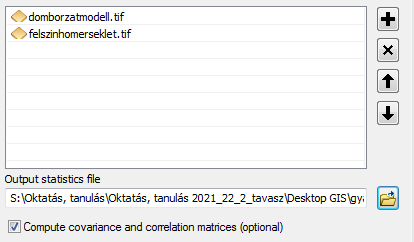 domborzatmodell.tif
felszinhomerseklet.tif
Output statistics file
S:\Oktatás, tanulás\Oktatás, tanulás 2021_22_2_tavasz\Desktop GIS\gya
Compute covariance and correlation matrices (optional)